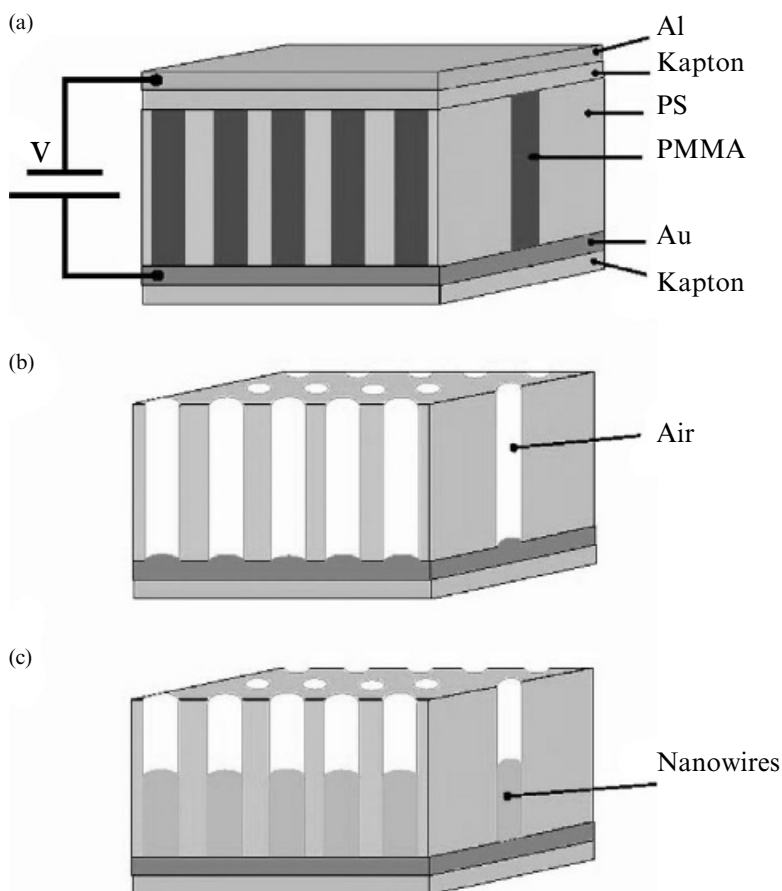 (a)
Al
Kapton
PS
PMMA
V
Au
Kapton
(b)
Air
(c)
Nanowires